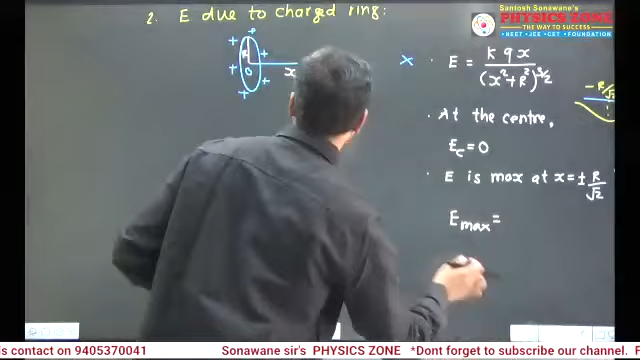 Santosh Sonawane's
PHYSICS ZONE
THE WAY TO SUCCESS
• NEET • JEE • CET • FOUNDATION
2. E due to charged ring:
+ + + + + + +
R
O
x
× · E = k q x / (x² + R²)^3/2
-R/√2
· At the centre,
E_c = 0
· E is max at x = ± R/√2
E_max =
s contact on 9405370041 Sonawane sir's PHYSICS ZONE *Dont forget to subscribe our channel. F